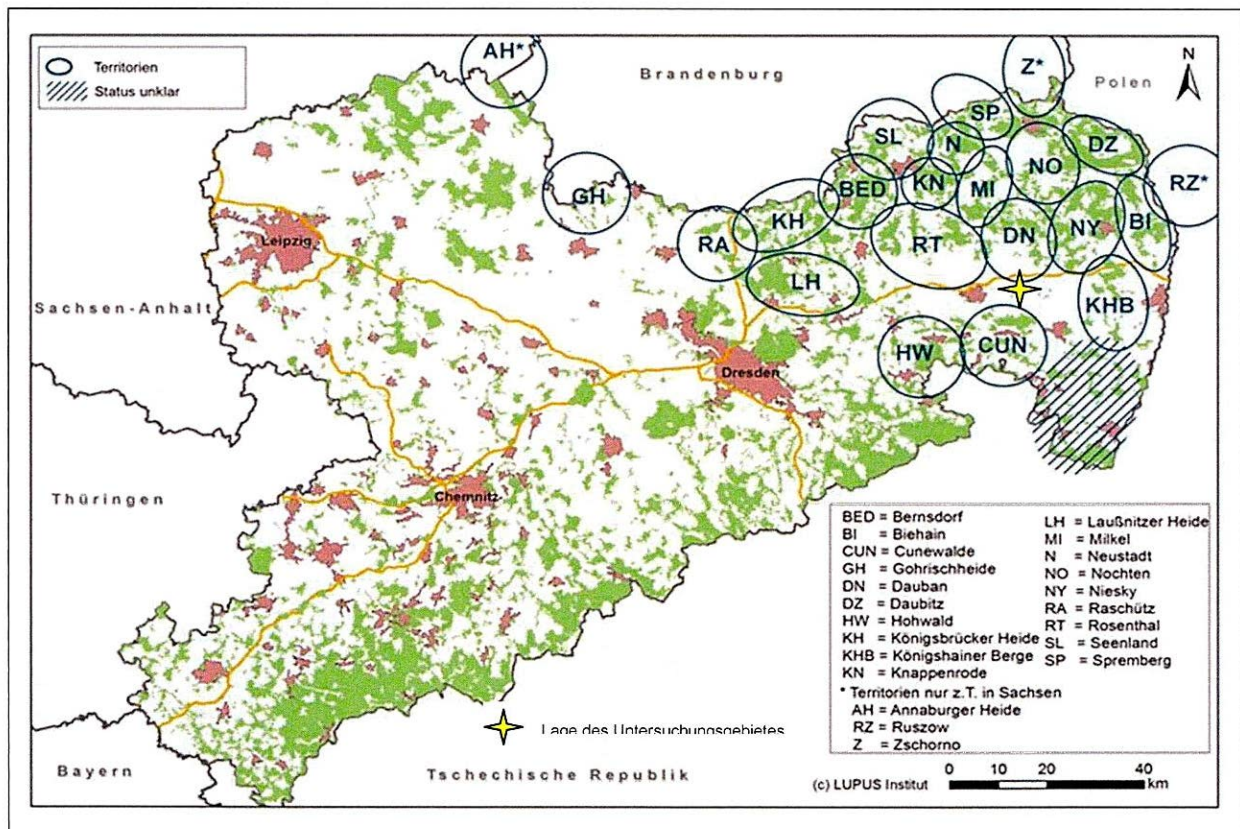 Territorien
Status unklar
AH*
Brandenburg
Z*
Polen
N
SP
SL
N
NO
DZ
BED
KN
MI
RZ*
GH
KH
NY
BI
RA
RT
DN
Leipzig
LH
KHB
Sachsen-Anhalt
HW
CUN
Dresden
Thüringen
Chemnitz
BED = Bernsdorf
BI = Biehain
CUN = Cunewalde
GH = Gohrischheide
DN = Dauban
DZ = Daubitz
HW = Hohwald
KH = Königsbrücker Heide
KHB = Königshainer Berge
KN = Knappenrode
LH = Laußnitzer Heide
MI = Milkel
N = Neustadt
NO = Nochten
NY = Niesky
RA = Raschütz
RT = Rosenthal
SL = Seenland
SP = Spremberg
* Territorien nur z.T. in Sachsen
AH = Annaburger Heide
RZ = Ruszow
Z = Zschorno
Lage des Untersuchungsgebietes
Bayern
Tschechische Republik
(c) LUPUS Institut
0 10 20 40
km